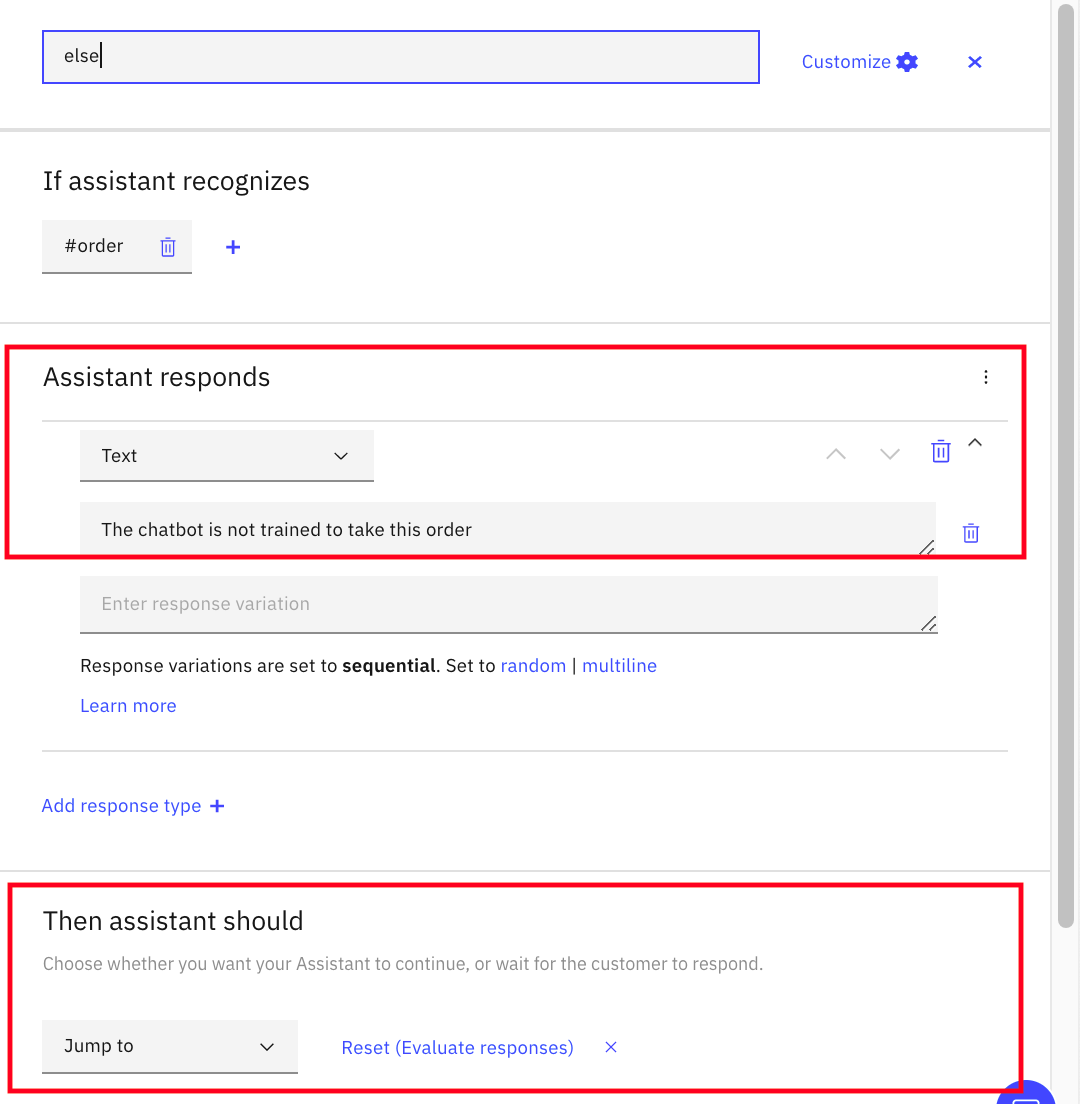 else
Customize
If assistant recognizes
#order
Assistant responds
Text
The chatbot is not trained to take this order
Enter response variation
Response variations are set to sequential. Set to random | multiline
Learn more
Add response type +
Then assistant should
Choose whether you want your Assistant to continue, or wait for the customer to respond.
Jump to
Reset (Evaluate responses)